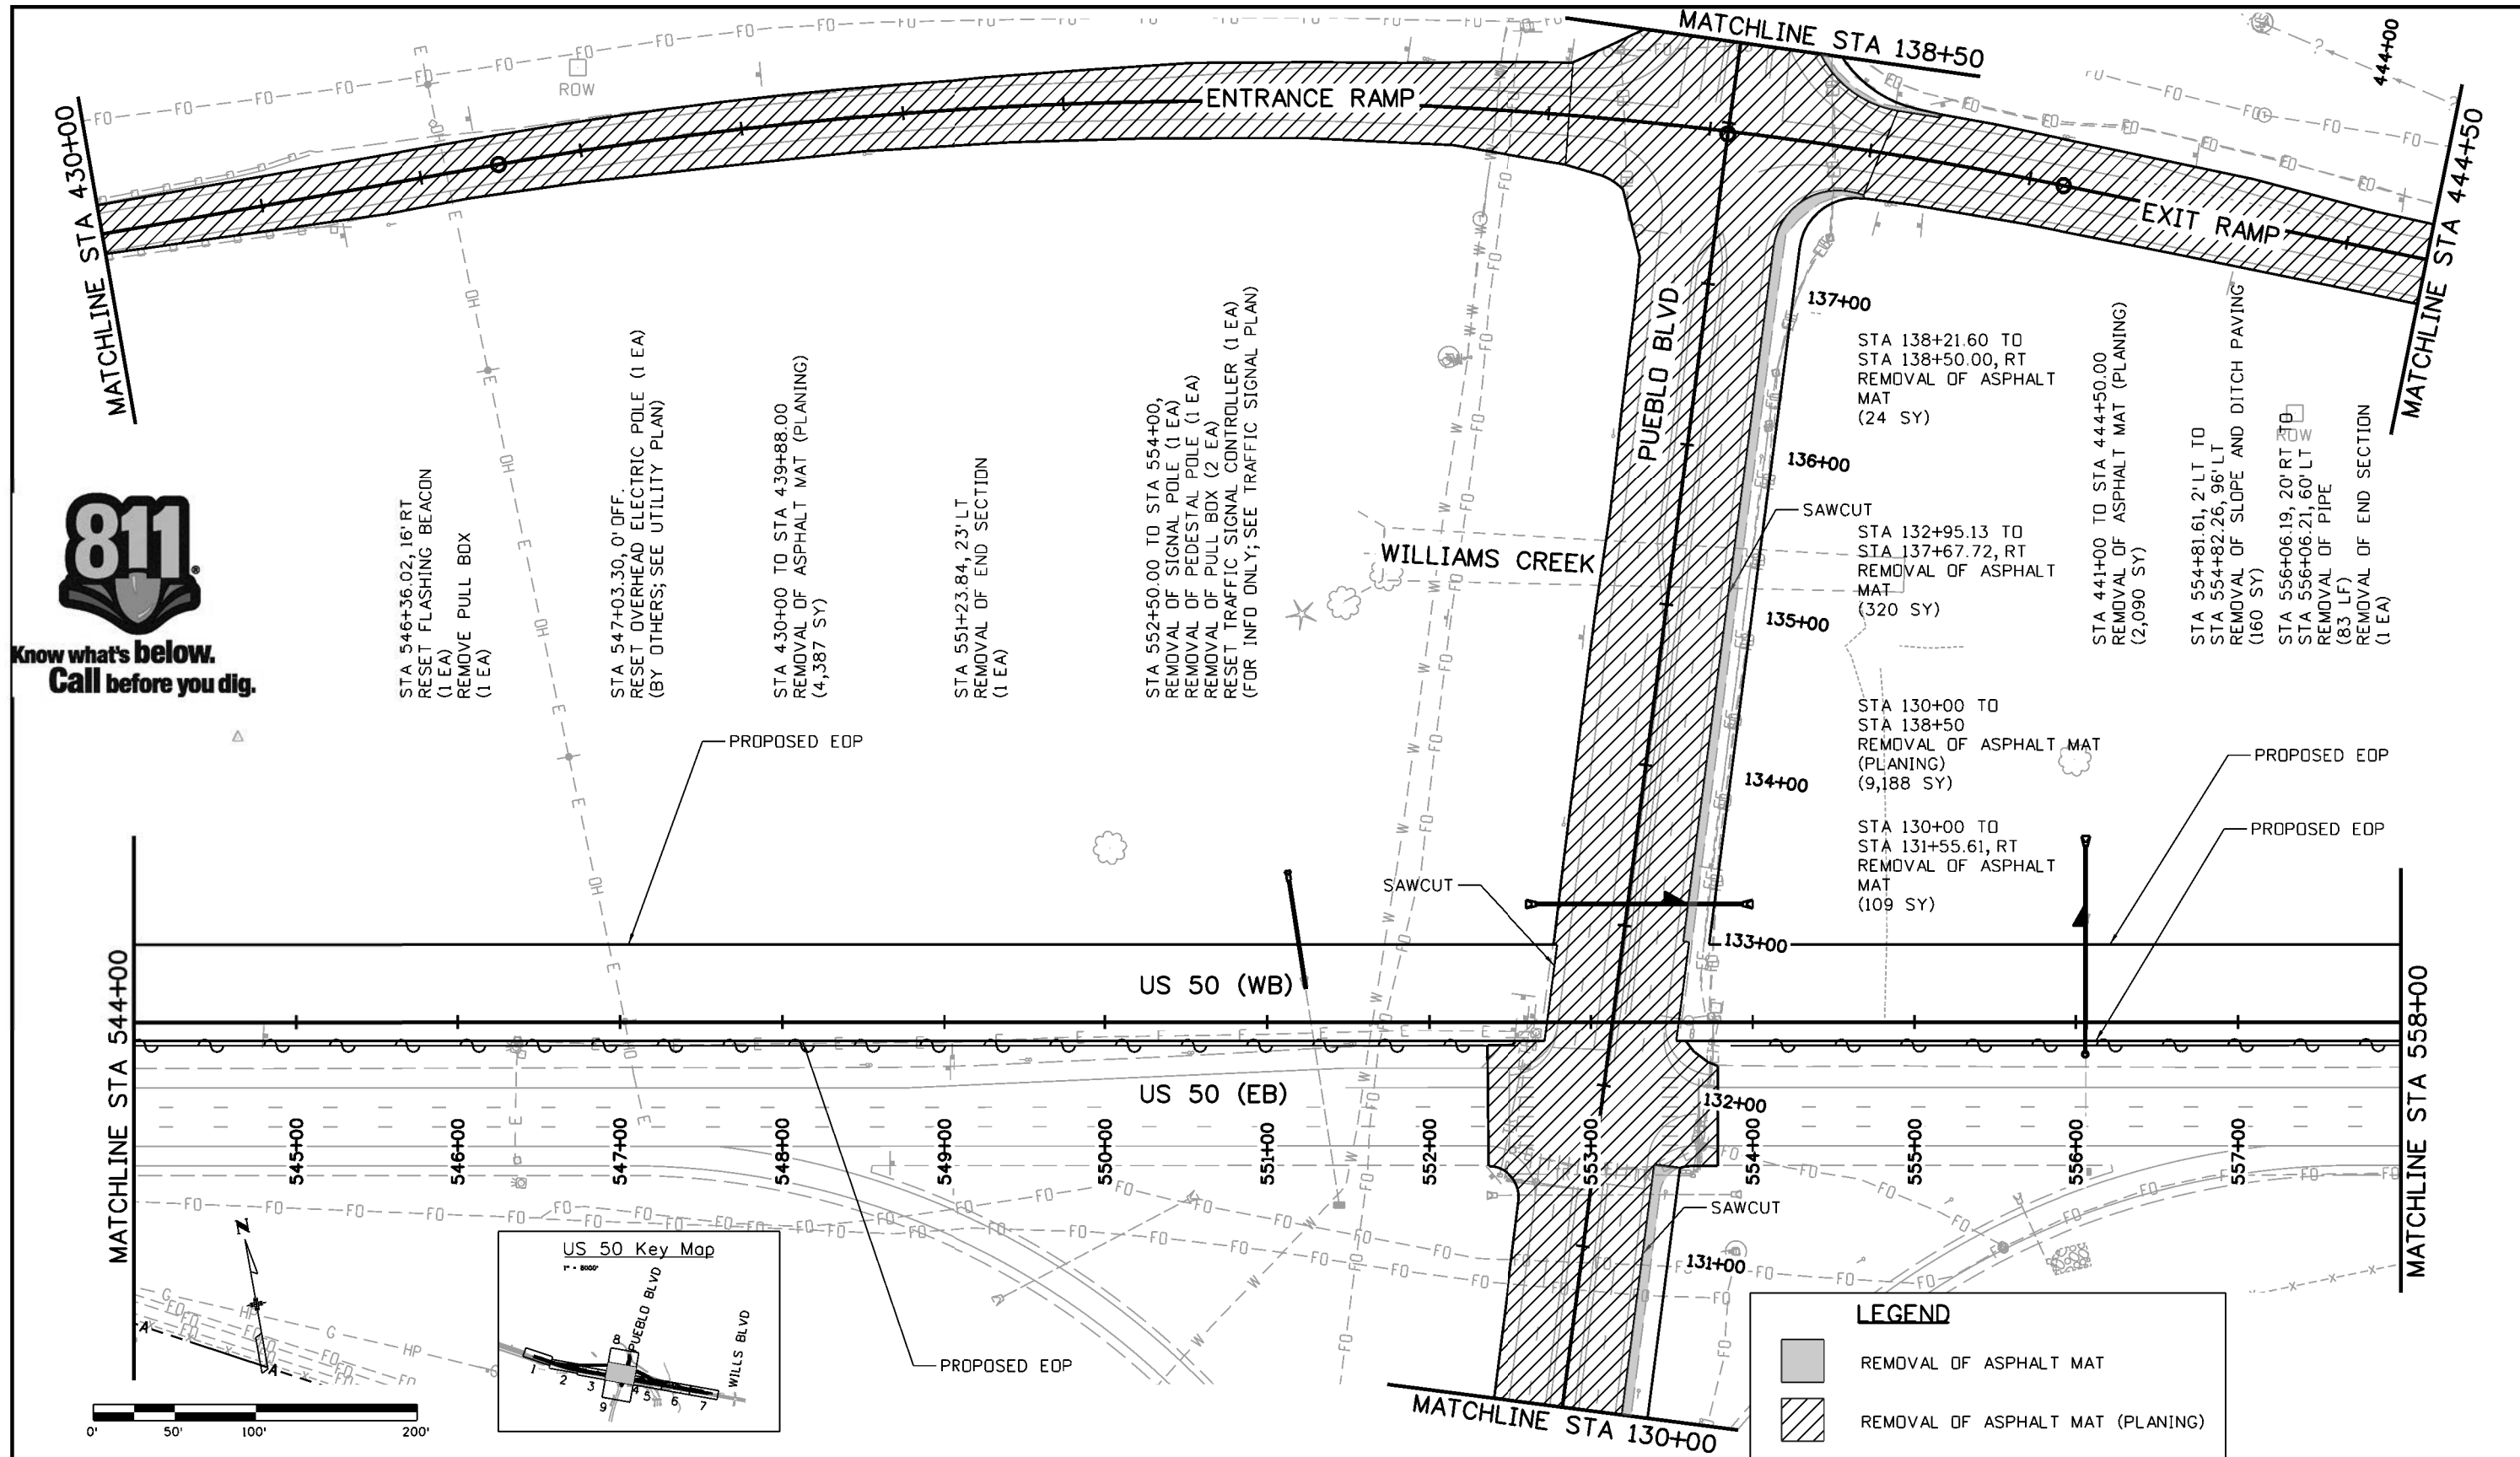 MATCHLINE STA 138+50
444+00
ENTRANCE RAMP
ROW
MATCHLINE STA 430+00
MATCHLINE STA 444+50
EXIT RAMP
PUEBLO BLVD
137+00
STA 138+21.60 TO
STA 138+50.00, RT
REMOVAL OF ASPHALT
MAT
(24 SY)
136+00
SAWCUT
STA 132+95.13 TO
STA 137+67.72, RT
REMOVAL OF ASPHALT
MAT
(320 SY)
135+00
STA 130+00 TO
STA 138+50
REMOVAL OF ASPHALT MAT
(PLANING)
(9,188 SY)
134+00
STA 130+00 TO
STA 131+55.61, RT
REMOVAL OF ASPHALT
MAT
(109 SY)
STA 441+00 TO STA 444+50.00
REMOVAL OF ASPHALT MAT (PLANING)
(2,090 SY)
STA 554+81.61, 2' LT TO
STA 554+82.26, 96' LT
REMOVAL OF SLOPE AND DITCH PAVING
(160 SY)
STA 556+06.19, 20' RT TO
STA 556+06.21, 60' LT
REMOVAL OF PIPE
(83 LF)
REMOVAL OF END SECTION
(1 EA)
ROW
811
Know what's below.
Call before you dig.
STA 546+36.02, 16' RT
RESET FLASHING BEACON
(1 EA)
REMOVE PULL BOX
(1 EA)
STA 547+03.30, 0' OFF.
RESET OVERHEAD ELECTRIC POLE (1 EA)
(BY OTHERS; SEE UTILITY PLAN)
STA 430+00 TO STA 439+88.00
REMOVAL OF ASPHALT MAT (PLANING)
(4,387 SY)
STA 551+23.84, 23' LT
REMOVAL OF END SECTION
(1 EA)
STA 552+50.00 TO STA 554+00,
REMOVAL OF SIGNAL POLE (1 EA)
REMOVAL OF PEDESTAL POLE (1 EA)
REMOVAL OF PULL BOX (2 EA)
RESET TRAFFIC SIGNAL CONTROLLER (1 EA)
(FOR INFO ONLY; SEE TRAFFIC SIGNAL PLAN)
WILLIAMS CREEK
PROPOSED EOP
PROPOSED EOP
PROPOSED EOP
SAWCUT
133+00
US 50 (WB)
MATCHLINE STA 544+00
MATCHLINE STA 558+00
US 50 (EB)
132+00
545+00
546+00
547+00
548+00
549+00
550+00
551+00
552+00
553+00
554+00
555+00
556+00
557+00
SAWCUT
131+00
N
US 50 Key Map
1" = 8000'
PUEBLO BLVD
WILLS BLVD
1
2
3
4
5
6
7
8
9
PROPOSED EOP
0' 50' 100' 200'
MATCHLINE STA 130+00
LEGEND
REMOVAL OF ASPHALT MAT
REMOVAL OF ASPHALT MAT (PLANING)